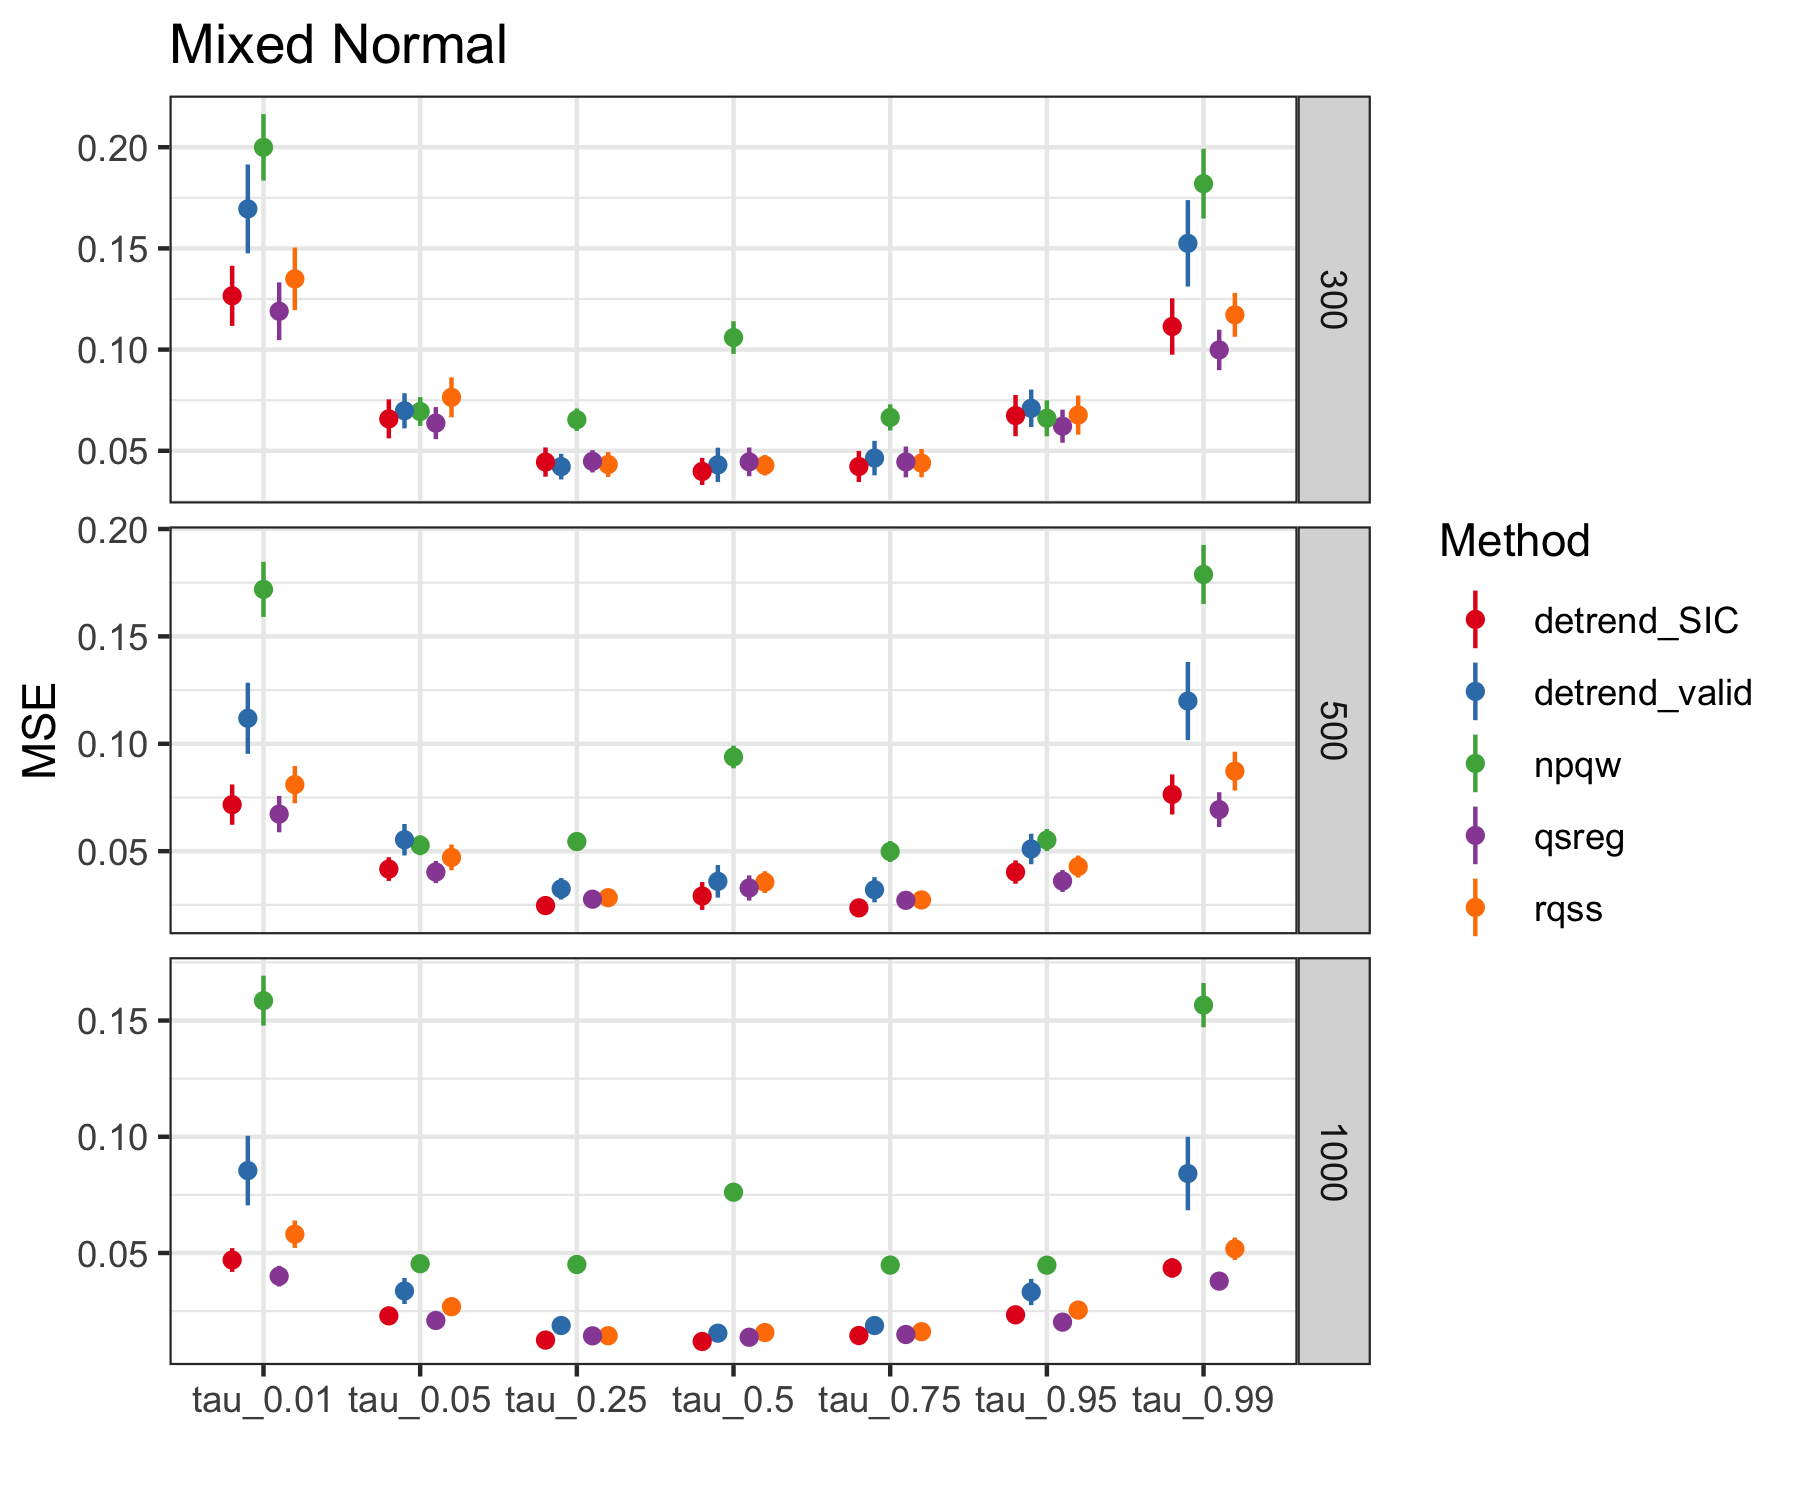 Mixed Normal
0.20
0.15
0.10
0.05
300
0.20
0.15
0.10
0.05
500
0.15
0.10
0.05
1000
MSE
tau_0.01 tau_0.05 tau_0.25 tau_0.5 tau_0.75 tau_0.95 tau_0.99
Method
detrend_SIC
detrend_valid
npqw
qsreg
rqss